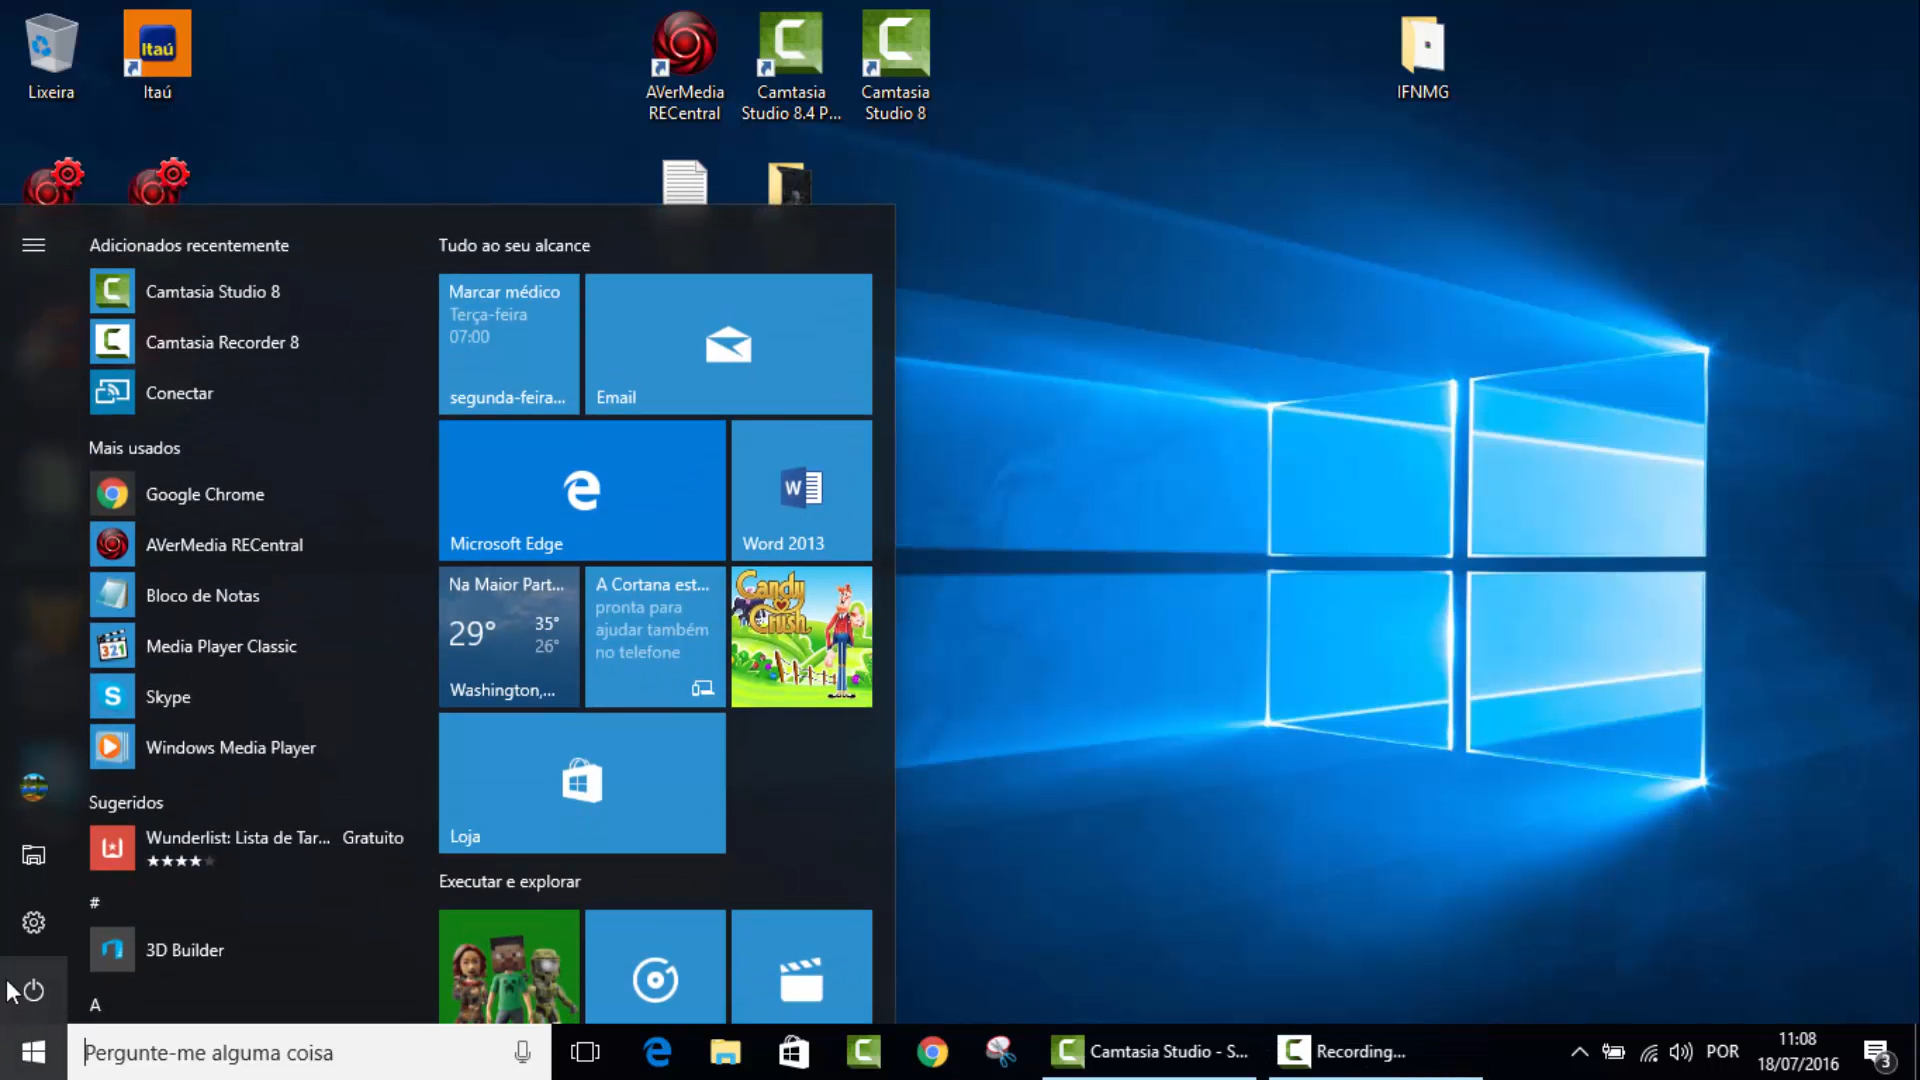 Lixeira
Itaú
Itaú
AVerMedia
RECentral
Camtasia
Studio 8.4 P...
Camtasia
Studio 8
IFNMG
Adicionados recentemente
Camtasia Studio 8
Camtasia Recorder 8
Conectar
Mais usados
Google Chrome
AVerMedia RECentral
Bloco de Notas
321
Media Player Classic
S
Skype
Windows Media Player
Sugeridos
Wunderlist: Lista de Tar... Gratuito
#
3D Builder
A
Tudo ao seu alcance
Marcar médico
Terça-feira
07:00
segunda-feira...
Email
Microsoft Edge
W
Word 2013
Na Maior Part...
29° 35°
26°
Washington,...
A Cortana est...
pronta para
ajudar também
no telefone
Candy
Crush
Loja
Executar e explorar
Pergunte-me alguma coisa
Camtasia Studio - S...
Recording...
POR
11:08
18/07/2016
3